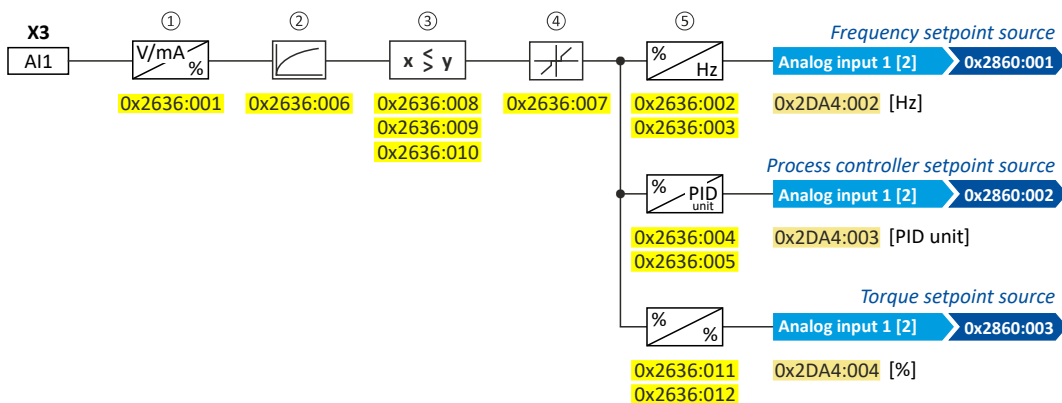 ① ② ③ ④ ⑤
X3
AI1
V/mA
%
x ≤ y
>
%
Hz
Frequency setpoint source
Analog input 1 [2] 0x2860:001
0x2636:001 0x2636:006 0x2636:008 0x2636:007 0x2636:002 0x2DA4:002 [Hz]
0x2636:009 0x2636:003
0x2636:010
Process controller setpoint source
%
PID
unit
Analog input 1 [2] 0x2860:002
0x2636:004 0x2DA4:003 [PID unit]
0x2636:005
Torque setpoint source
%
%
Analog input 1 [2] 0x2860:003
0x2636:011 0x2DA4:004 [%]
0x2636:012